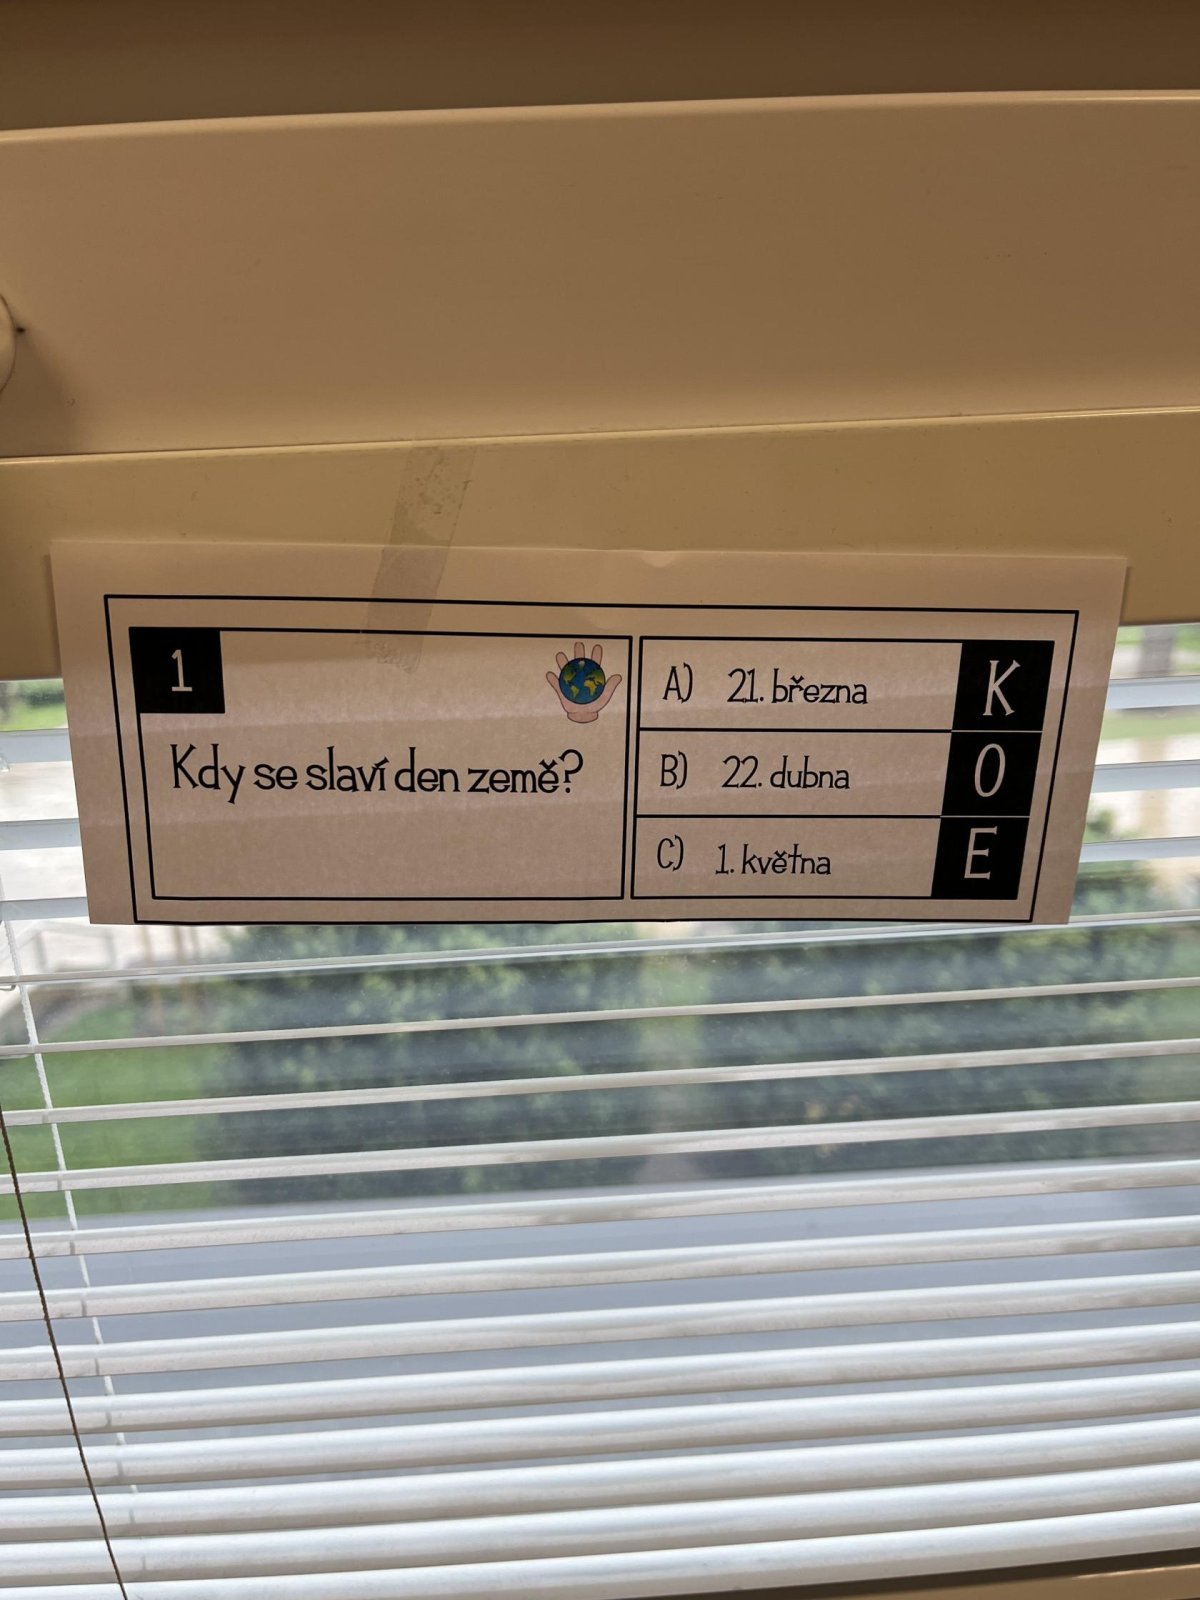 1
Kdy se slaví den země?
A) 21. března K
B) 22. dubna O
C) 1. května E